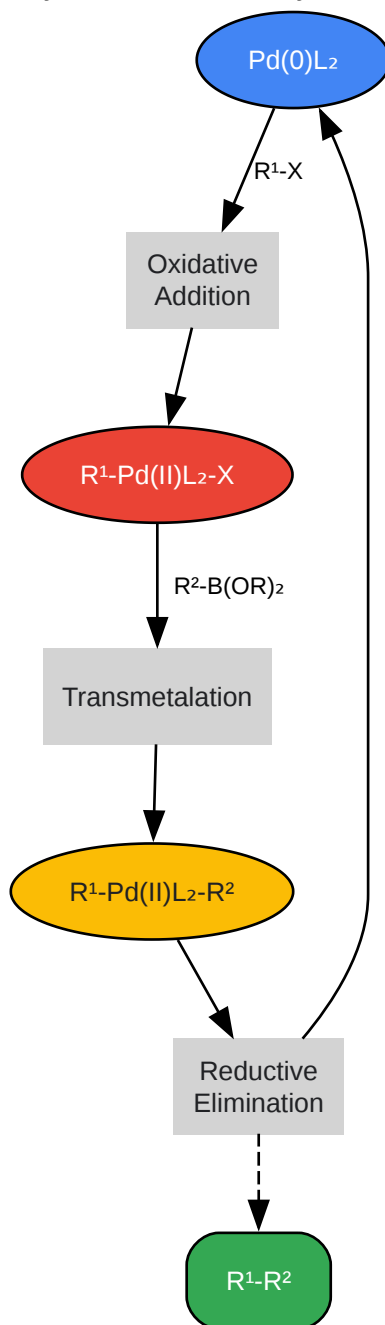 Pd(0)L₂
R¹-X
Oxidative
Addition
R¹-Pd(II)L₂-X
R²-B(OR)₂
Transmetalation
R¹-Pd(II)L₂-R²
Reductive
Elimination
R¹-R²